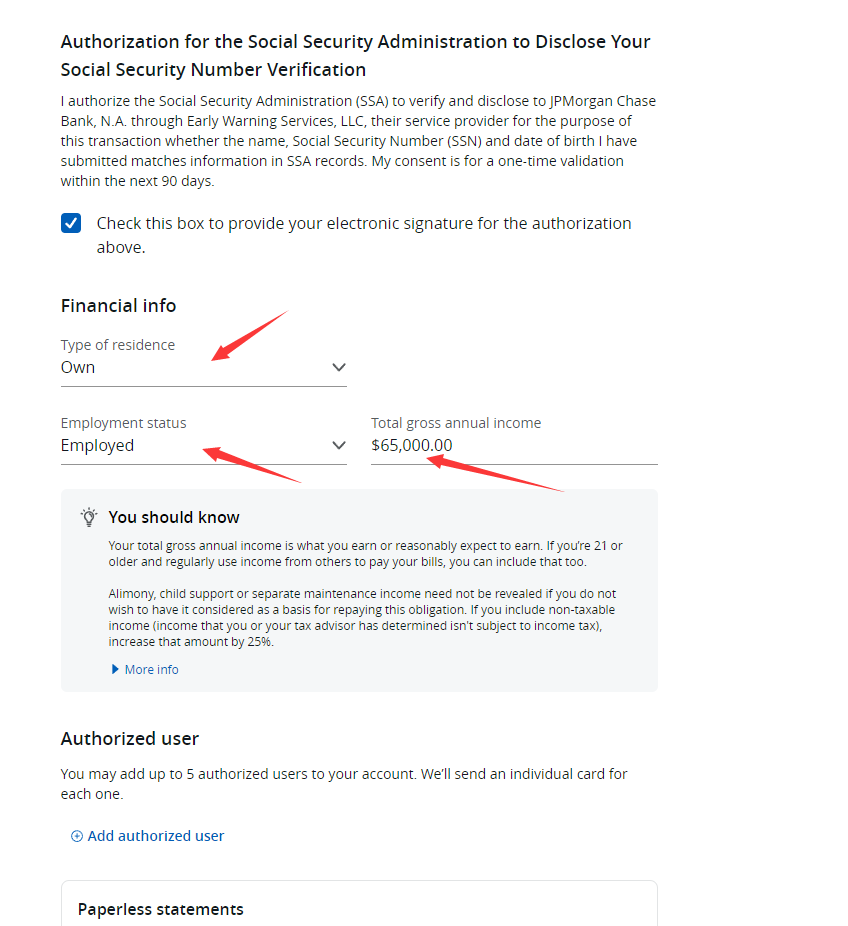 Authorization for the Social Security Administration to Disclose Your
Social Security Number Verification
I authorize the Social Security Administration (SSA) to verify and disclose to JPMorgan Chase
Bank, N.A. through Early Warning Services, LLC, their service provider for the purpose of
this transaction whether the name, Social Security Number (SSN) and date of birth I have
submitted matches information in SSA records. My consent is for a one-time validation
within the next 90 days.
Check this box to provide your electronic signature for the authorization
above.
Financial info
Type of residence
Own
Employment status
Employed
Total gross annual income
$65,000.00
You should know
Your total gross annual income is what you earn or reasonably expect to earn. If you’re 21 or
older and regularly use income from others to pay your bills, you can include that too.
Alimony, child support or separate maintenance income need not be revealed if you do not
wish to have it considered as a basis for repaying this obligation. If you include non-taxable
income (income that you or your tax advisor has determined isn't subject to income tax),
increase that amount by 25%.
More info
Authorized user
You may add up to 5 authorized users to your account. We’ll send an individual card for
each one.
Add authorized user
Paperless statements